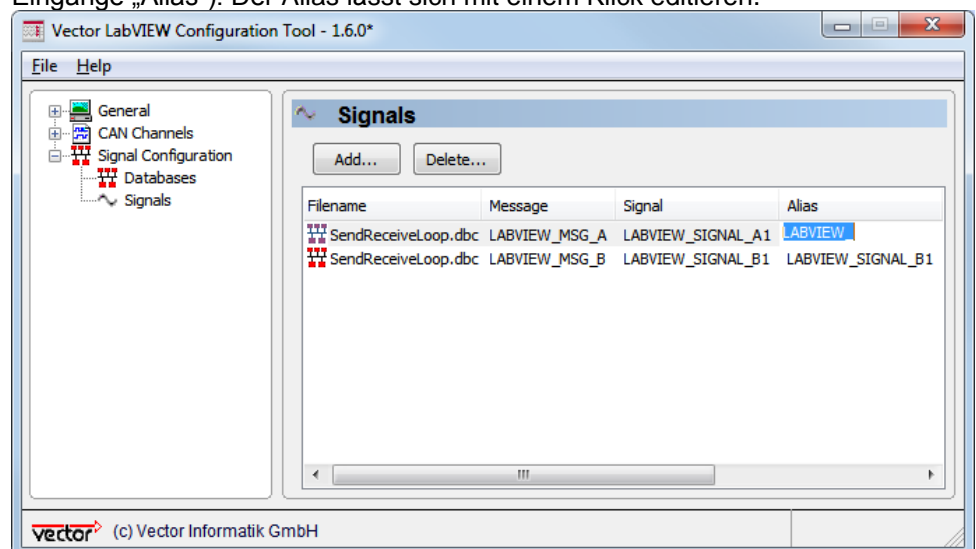 Eingänge „Alias"). Der Alias lässt sich mit einem Klick editieren.
Vector LabVIEW Configuration Tool - 1.6.0*
File Help
General
CAN Channels
Signal Configuration
Databases
Signals
Signals
Add... Delete...
Filename Message Signal Alias
SendReceiveLoop.dbc LABVIEW_MSG_A LABVIEW_SIGNAL_A1 LABVIEW_
SendReceiveLoop.dbc LABVIEW_MSG_B LABVIEW_SIGNAL_B1 LABVIEW_SIGNAL_B1
vector (c) Vector Informatik GmbH